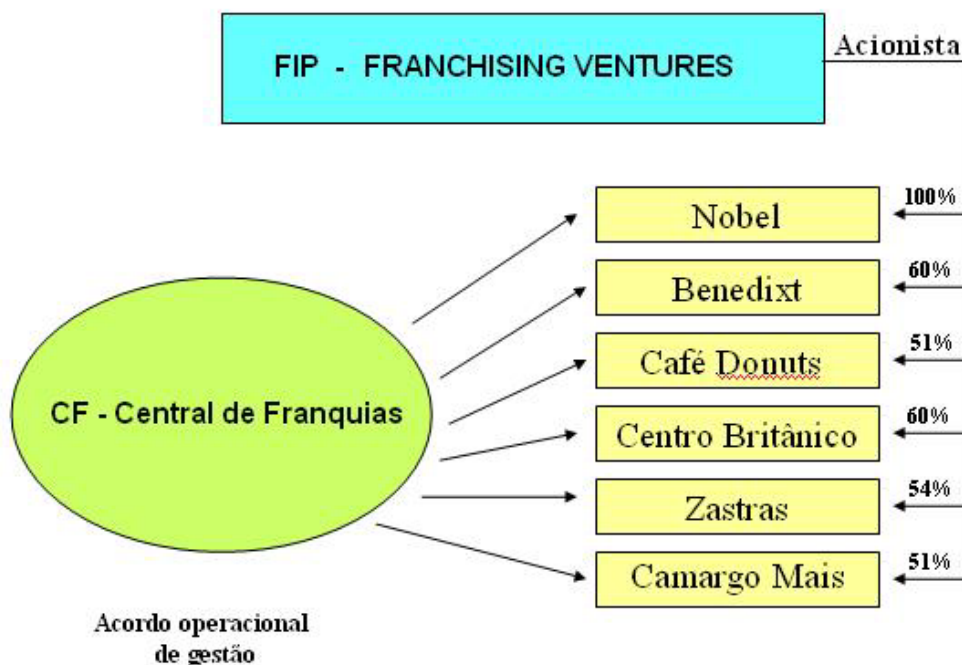 FIP - FRANCHISING VENTURES
Acionista
Nobel
100%
Benedixt
60%
Café Donuts
51%
CF - Central de Franquias
Centro Britânico
60%
Zastras
54%
Camargo Mais
51%
Acordo operacional
de gestão